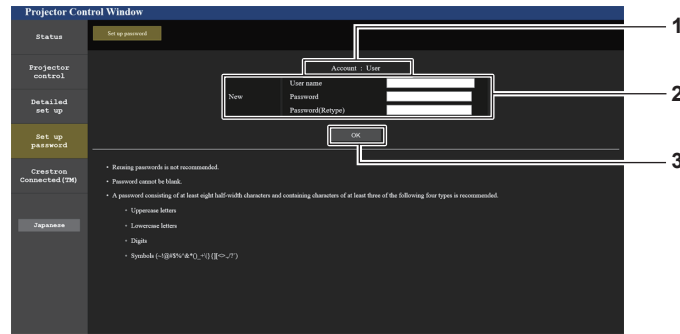 Projector Control Window
Status
Set up password
1
Projector
control
Account : User
User name
2
New
Password
Password(Retype)
Detailed
set up
Set up
password
OK
3
Crestron
Connected(TM)
• Reusing passwords is not recommended.
• Password cannot be blank.
• A password consisting of at least eight half-width characters and containing characters of at least three of the following four types is recommended.
• Uppercase letters
Japanese
• Lowercase letters
• Digits
• Symbols (~!@#$%^&*()_+\{}[]<>.,/?`)